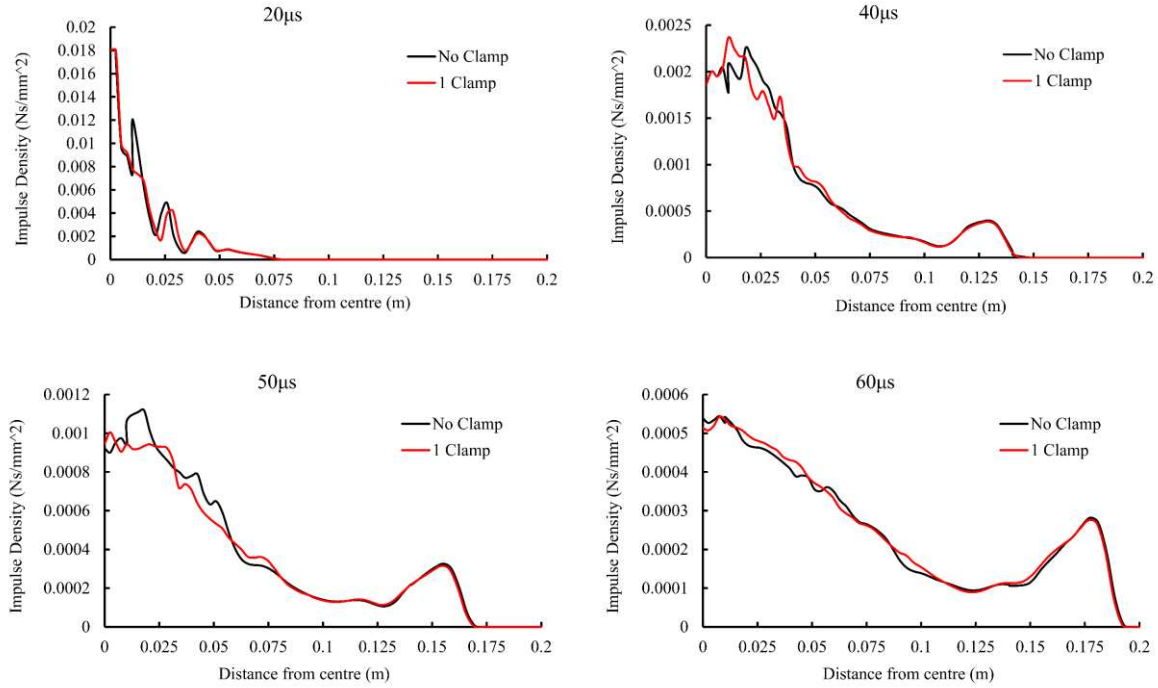 20μs
Impulse Density (Ns/mm^2)
0.02
0.018
0.016
0.014
0.012
0.01
0.008
0.006
0.004
0.002
0
No Clamp
1 Clamp
0 0.025 0.05 0.075 0.1 0.125 0.15 0.175 0.2
Distance from centre (m)
40μs
Impulse Density (Ns/mm^2)
0.0025
0.002
0.0015
0.001
0.0005
0
No Clamp
1 Clamp
0 0.025 0.05 0.075 0.1 0.125 0.15 0.175 0.2
Distance from centre (m)
50μs
Impulse Density (Ns/mm^2)
0.0012
0.001
0.0008
0.0006
0.0004
0.0002
0
No Clamp
1 Clamp
0 0.025 0.05 0.075 0.1 0.125 0.15 0.175 0.2
Distance from centre (m)
60μs
Impulse Density (Ns/mm^2)
0.0006
0.0005
0.0004
0.0003
0.0002
0.0001
0
No Clamp
1 Clamp
0 0.025 0.05 0.075 0.1 0.125 0.15 0.175 0.2
Distance from centre (m)